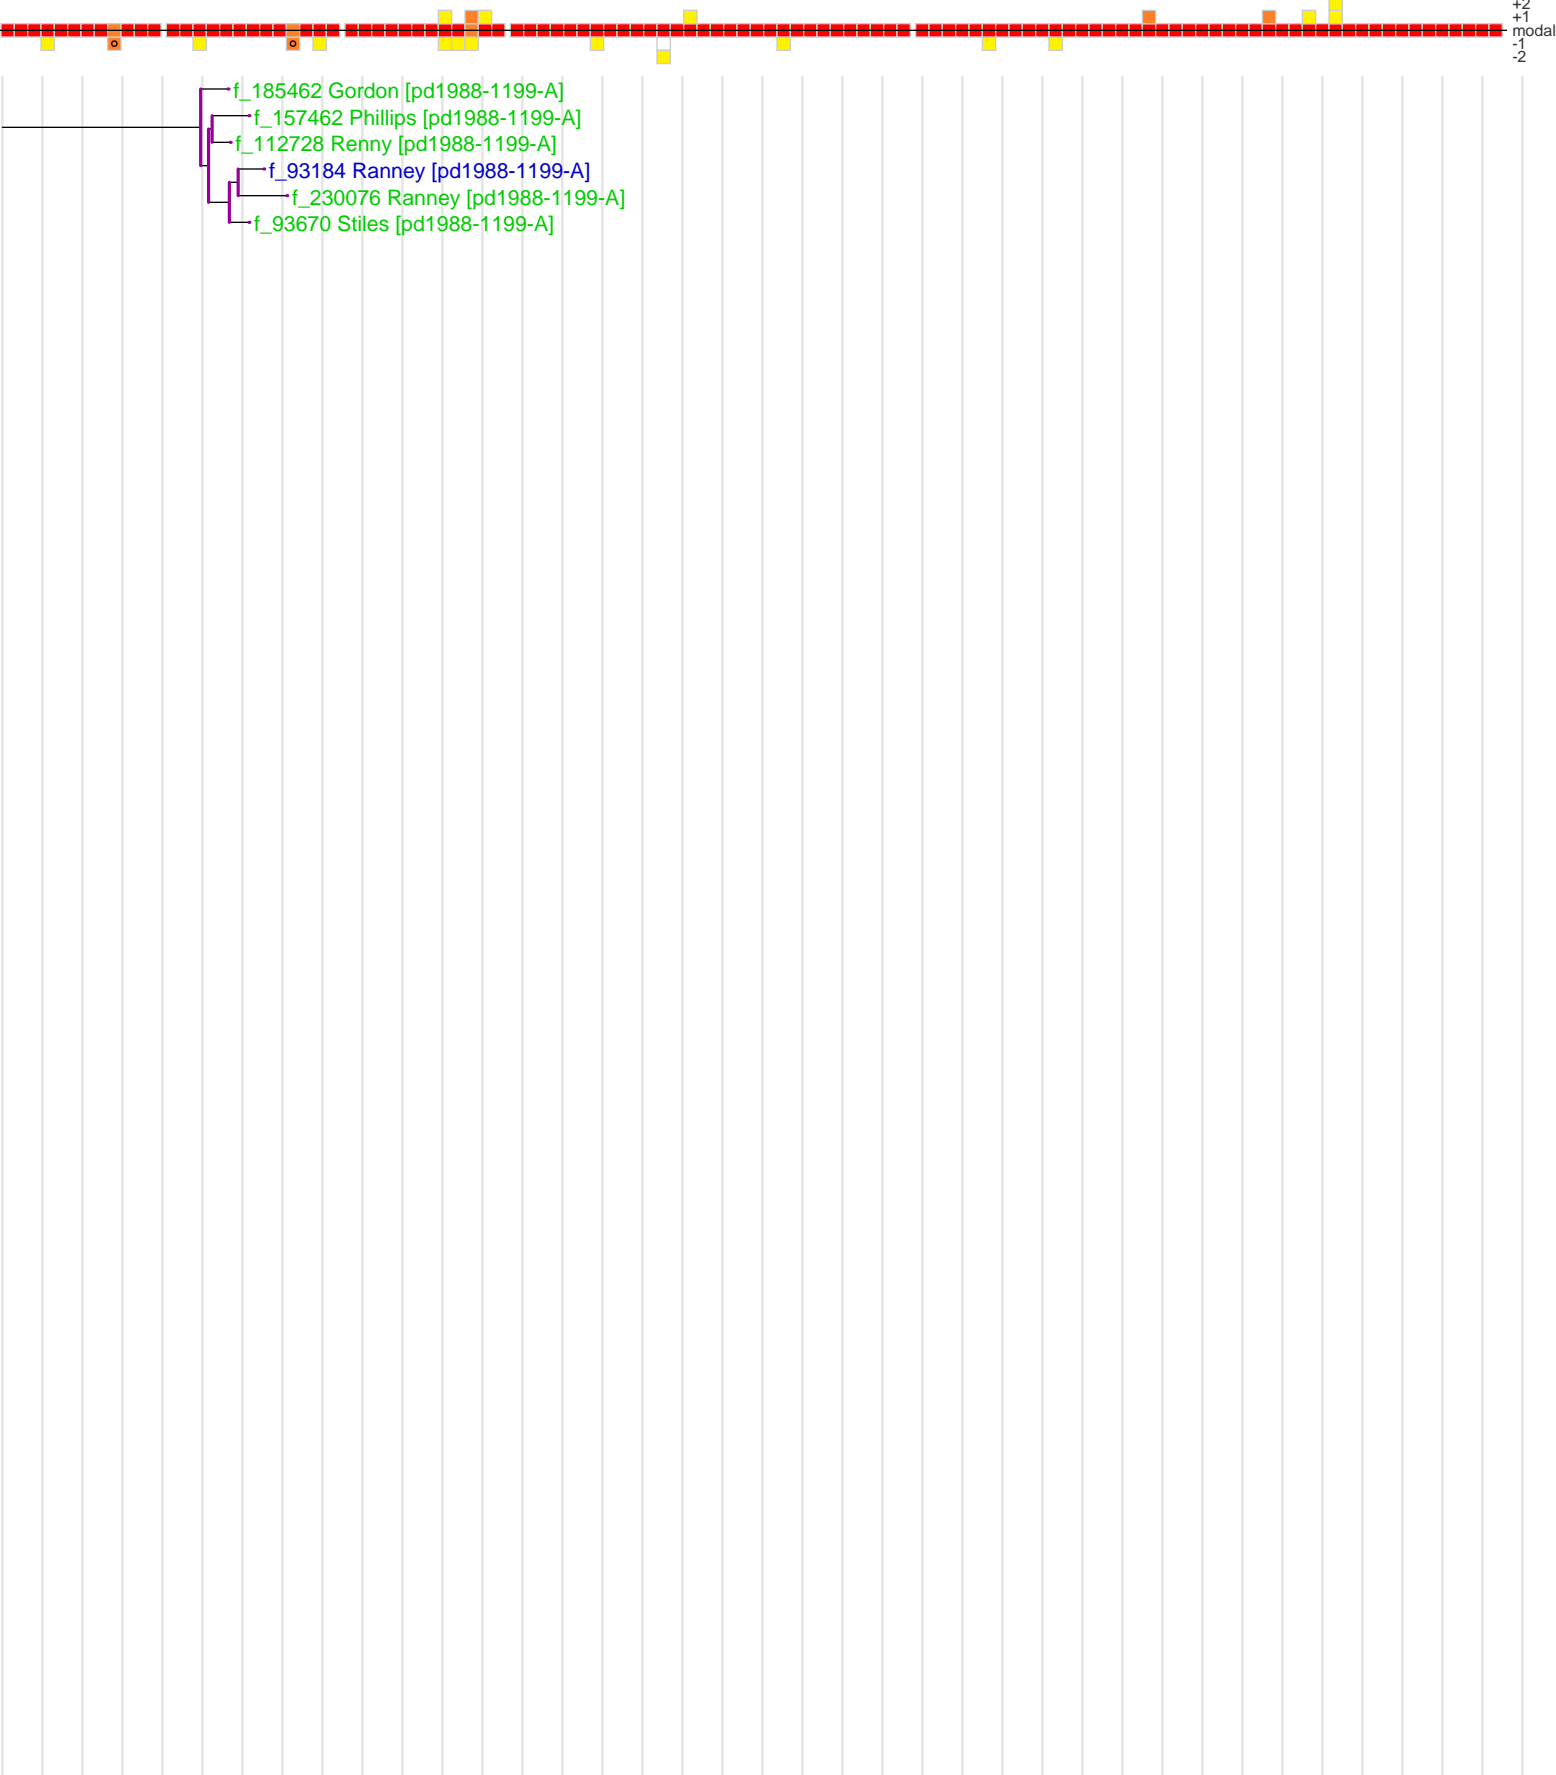 +2
+1
modal
-1
-2
f_185462 Gordon [pd1988-1199-A]
f_157462 Phillips [pd1988-1199-A]
f_112728 Renny [pd1988-1199-A]
f_93184 Ranney [pd1988-1199-A]
f_230076 Ranney [pd1988-1199-A]
f_93670 Stiles [pd1988-1199-A]